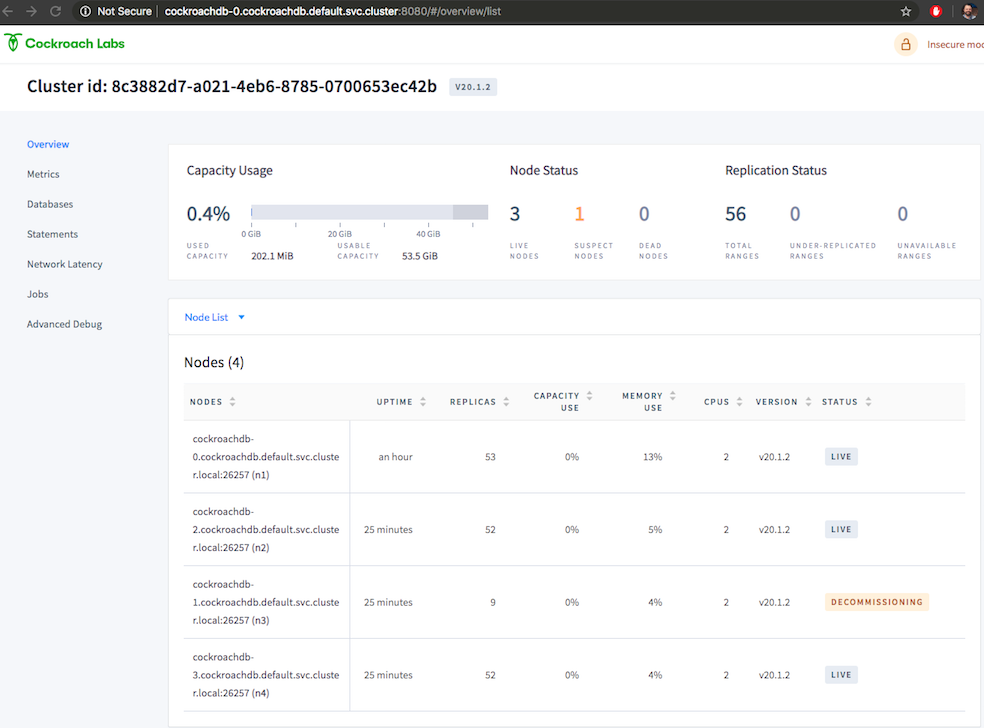 Not Secure | cockroachdb-0.cockroachdb.default.svc.cluster:8080/#/overview/list
Cockroach Labs
Insecure mod
Cluster id: 8c3882d7-a021-4eb6-8785-0700653ec42b V20.1.2
Overview
Metrics
Databases
Statements
Network Latency
Jobs
Advanced Debug
Capacity Usage
0.4%
USED CAPACITY
0 GiB 20 GiB 40 GiB
202.1 MiB
USABLE CAPACITY
53.5 GiB
Node Status
3 1 0
LIVE NODES
SUSPECT NODES
DEAD NODES
Replication Status
56 0 0
TOTAL RANGES
UNDER-REPLICATED RANGES
UNAVAILABLE RANGES
Node List
Nodes (4)
NODES UPTIME REPLICAS CAPACITY USE MEMORY USE CPUS VERSION STATUS
cockroachdb-
0.cockroachdb.default.svc.cluste an hour 53 0% 13% 2 v20.1.2 LIVE
r.local:26257 (n1)
cockroachdb-
2.cockroachdb.default.svc.cluste 25 minutes 52 0% 5% 2 v20.1.2 LIVE
r.local:26257 (n2)
cockroachdb-
1.cockroachdb.default.svc.cluste 25 minutes 9 0% 4% 2 v20.1.2 DECOMMISSIONING
r.local:26257 (n3)
cockroachdb-
3.cockroachdb.default.svc.cluste 25 minutes 52 0% 4% 2 v20.1.2 LIVE
r.local:26257 (n4)